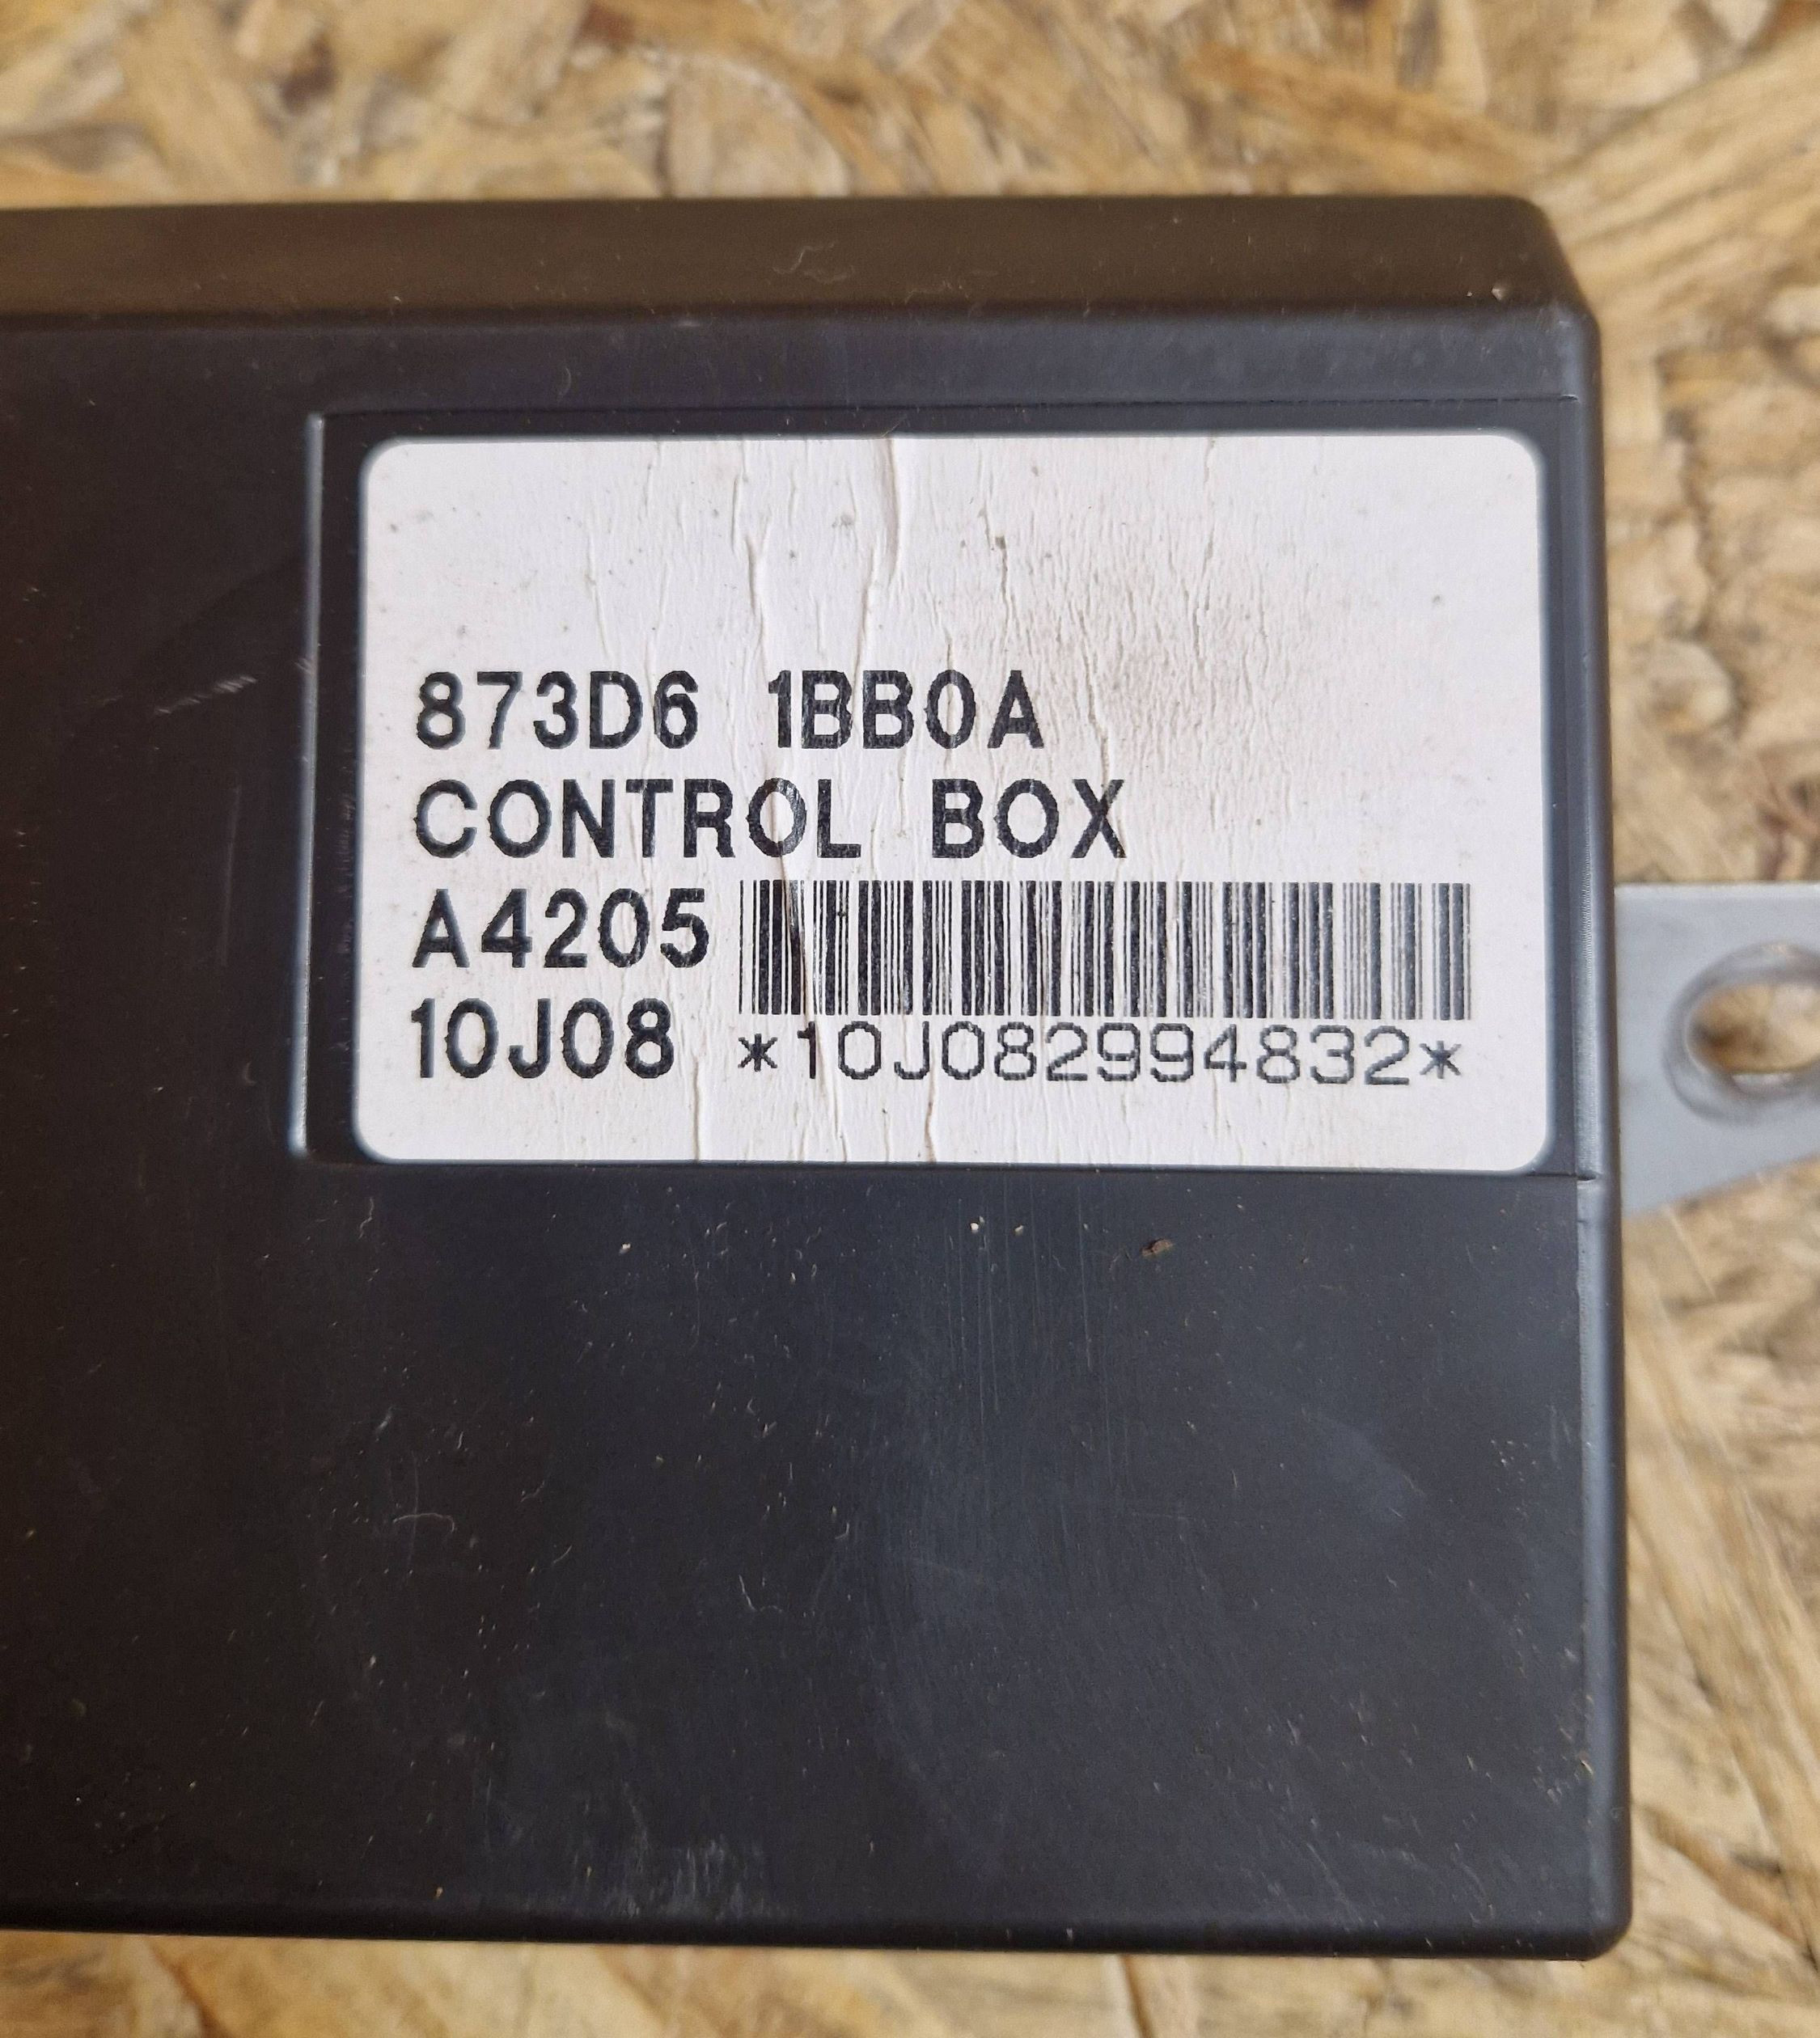 873D6 1BB0A
CONTROL BOX
A4205
10J08 *10J082994832*